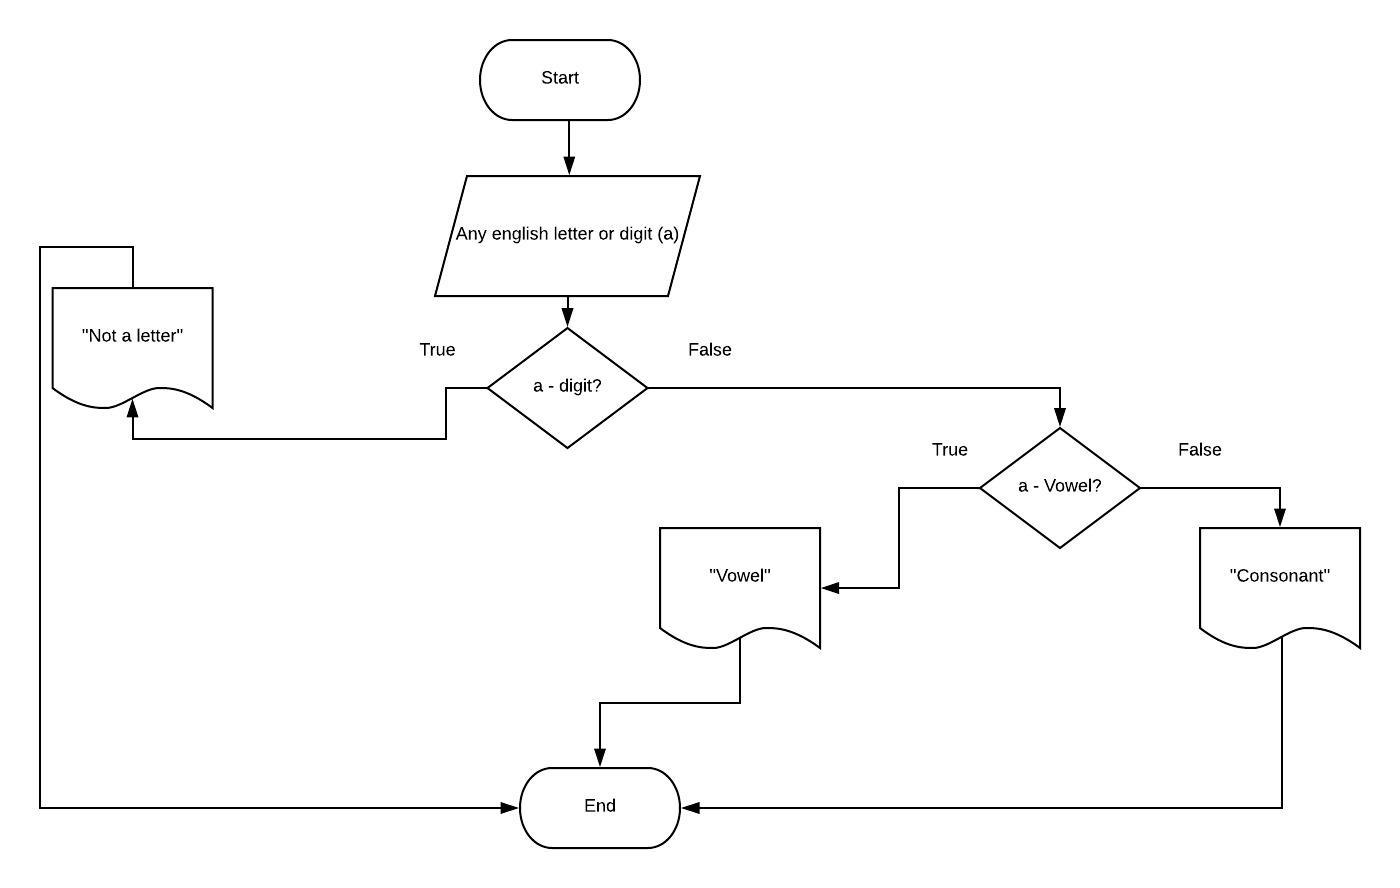 Start
Any english letter or digit (a)
"Not a letter"
True
False
a - digit?
True
False
a - Vowel?
"Vowel"
"Consonant"
End